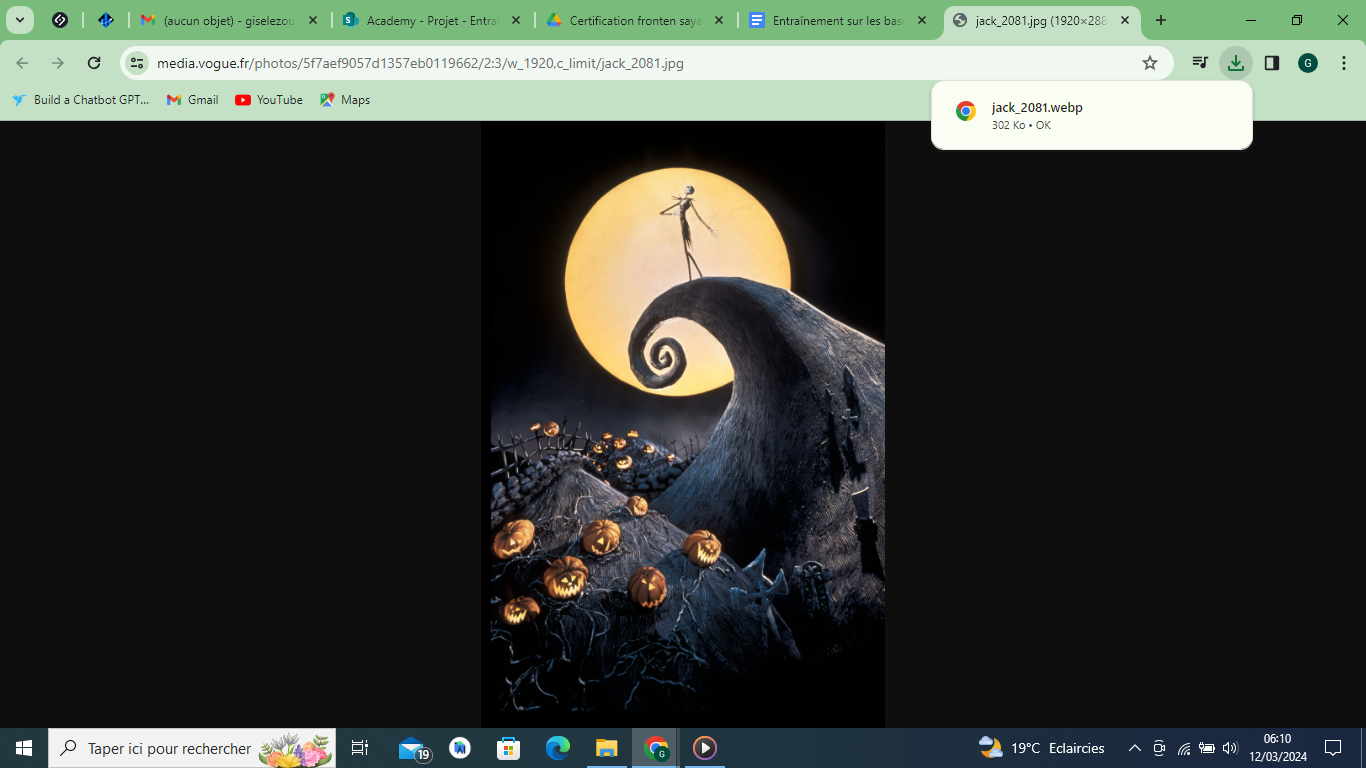 (aucun objet) - giselezou
Academy - Projet - Entra
Certification fronten saya
Entraînement sur les base
jack_2081.jpg (1920×288
media.vogue.fr/photos/5f7aef9057d1357eb0119662/2:3/w_1920,c_limit/jack_2081.jpg
G
Build a Chatbot GPT...
Gmail
YouTube
Maps
jack_2081.webp
302 Ko • OK
Taper ici pour rechercher
19
G
19°C Eclaircies
06:10
12/03/2024